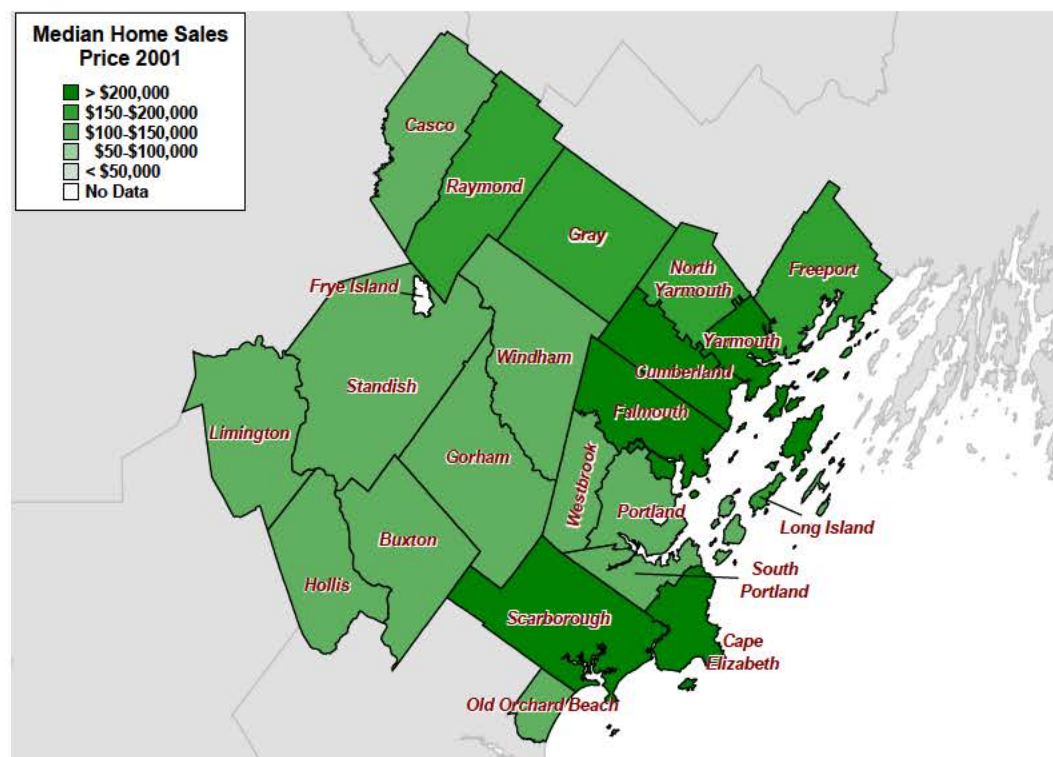 Median Home Sales
Price 2001
> $200,000
$150-$200,000
$100-$150,000
$50-$100,000
< $50,000
No Data
Casco
Raymond
Gray
North
Yarmouth
Freeport
Frye Island
Yarmouth
Windham
Cumberland
Standish
Falmouth
Limington
Gorham
Westbrook
Portland
Long Island
Buxton
South
Portland
Hollis
Scarborough
Cape
Elizabeth
Old Orchard Beach